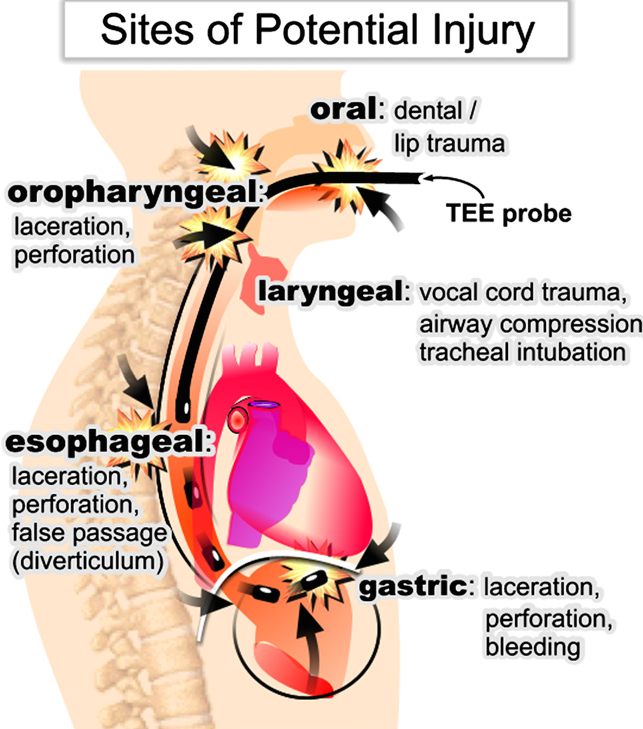 Sites of Potential Injury
oral: dental /
lip trauma
oropharyngeal:
laceration,
perforation
TEE probe
laryngeal: vocal cord trauma,
airway compression
tracheal intubation
esophageal:
laceration,
perforation,
false passage
(diverticulum)
gastric: laceration,
perforation,
bleeding